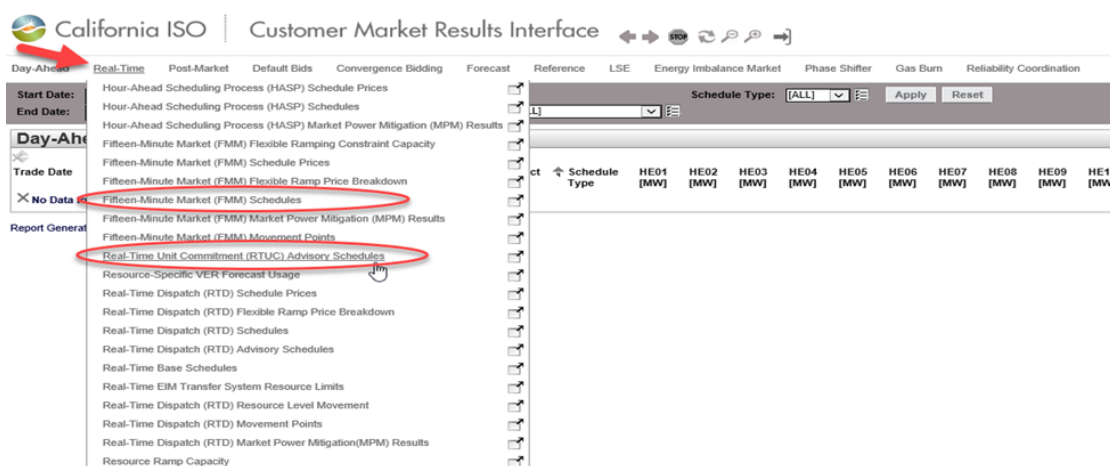 California ISO Customer Market Results Interface
STOP
Day-Ahead Real-Time Post-Market Default Bids Convergence Bidding Forecast Reference LSE Energy Imbalance Market Phase Shifter Gas Burn Reliability Coordination
Start Date: Schedule Type: [ALL] Apply Reset
End Date:
Hour-Ahead Scheduling Process (HASP) Schedule Prices
Hour-Ahead Scheduling Process (HASP) Schedules
Hour-Ahead Scheduling Process (HASP) Market Power Mitigation (MPM) Results
Fifteen-Minute Market (FMM) Flexible Ramping Constraint Capacity
Fifteen-Minute Market (FMM) Schedule Prices
Fifteen-Minute Market (FMM) Flexible Ramp Price Breakdown
Fifteen-Minute Market (FMM) Schedules
Fifteen-Minute Market (FMM) Market Power Mitigation (MPM) Results
Fifteen-Minute Market (FMM) Movement Points
Real-Time Unit Commitment (RTUC) Advisory Schedules
Resource-Specific VER Forecast Usage
Real-Time Dispatch (RTD) Schedule Prices
Real-Time Dispatch (RTD) Flexible Ramp Price Breakdown
Real-Time Dispatch (RTD) Schedules
Real-Time Dispatch (RTD) Advisory Schedules
Real-Time Base Schedules
Real-Time EIM Transfer System Resource Limits
Real-Time Dispatch (RTD) Resource Level Movement
Real-Time Dispatch (RTD) Movement Points
Real-Time Dispatch (RTD) Market Power Mitigation(MPM) Results
Resource Ramp Capacity
Day-Ahe
Trade Date ct Schedule Type HE01 [MW] HE02 [MW] HE03 [MW] HE04 [MW] HE05 [MW] HE06 [MW] HE07 [MW] HE08 [MW] HE09 [MW] HE1 [MW
No Data
Report Generat